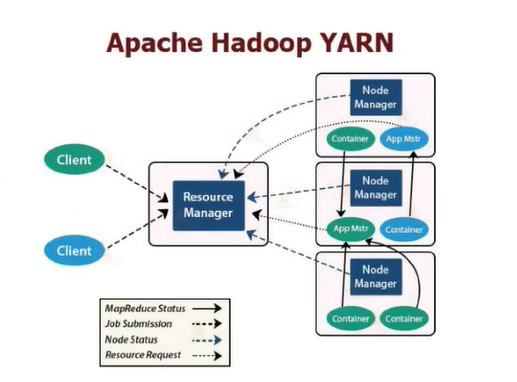 Apache Hadoop YARN
Node
Manager
Container
App Mstr
Client
Resource
Manager
Node
Manager
App Mstr
Container
Client
Node
Manager
Container
Container
MapReduce Status
Job Submission
Node Status
Resource Request